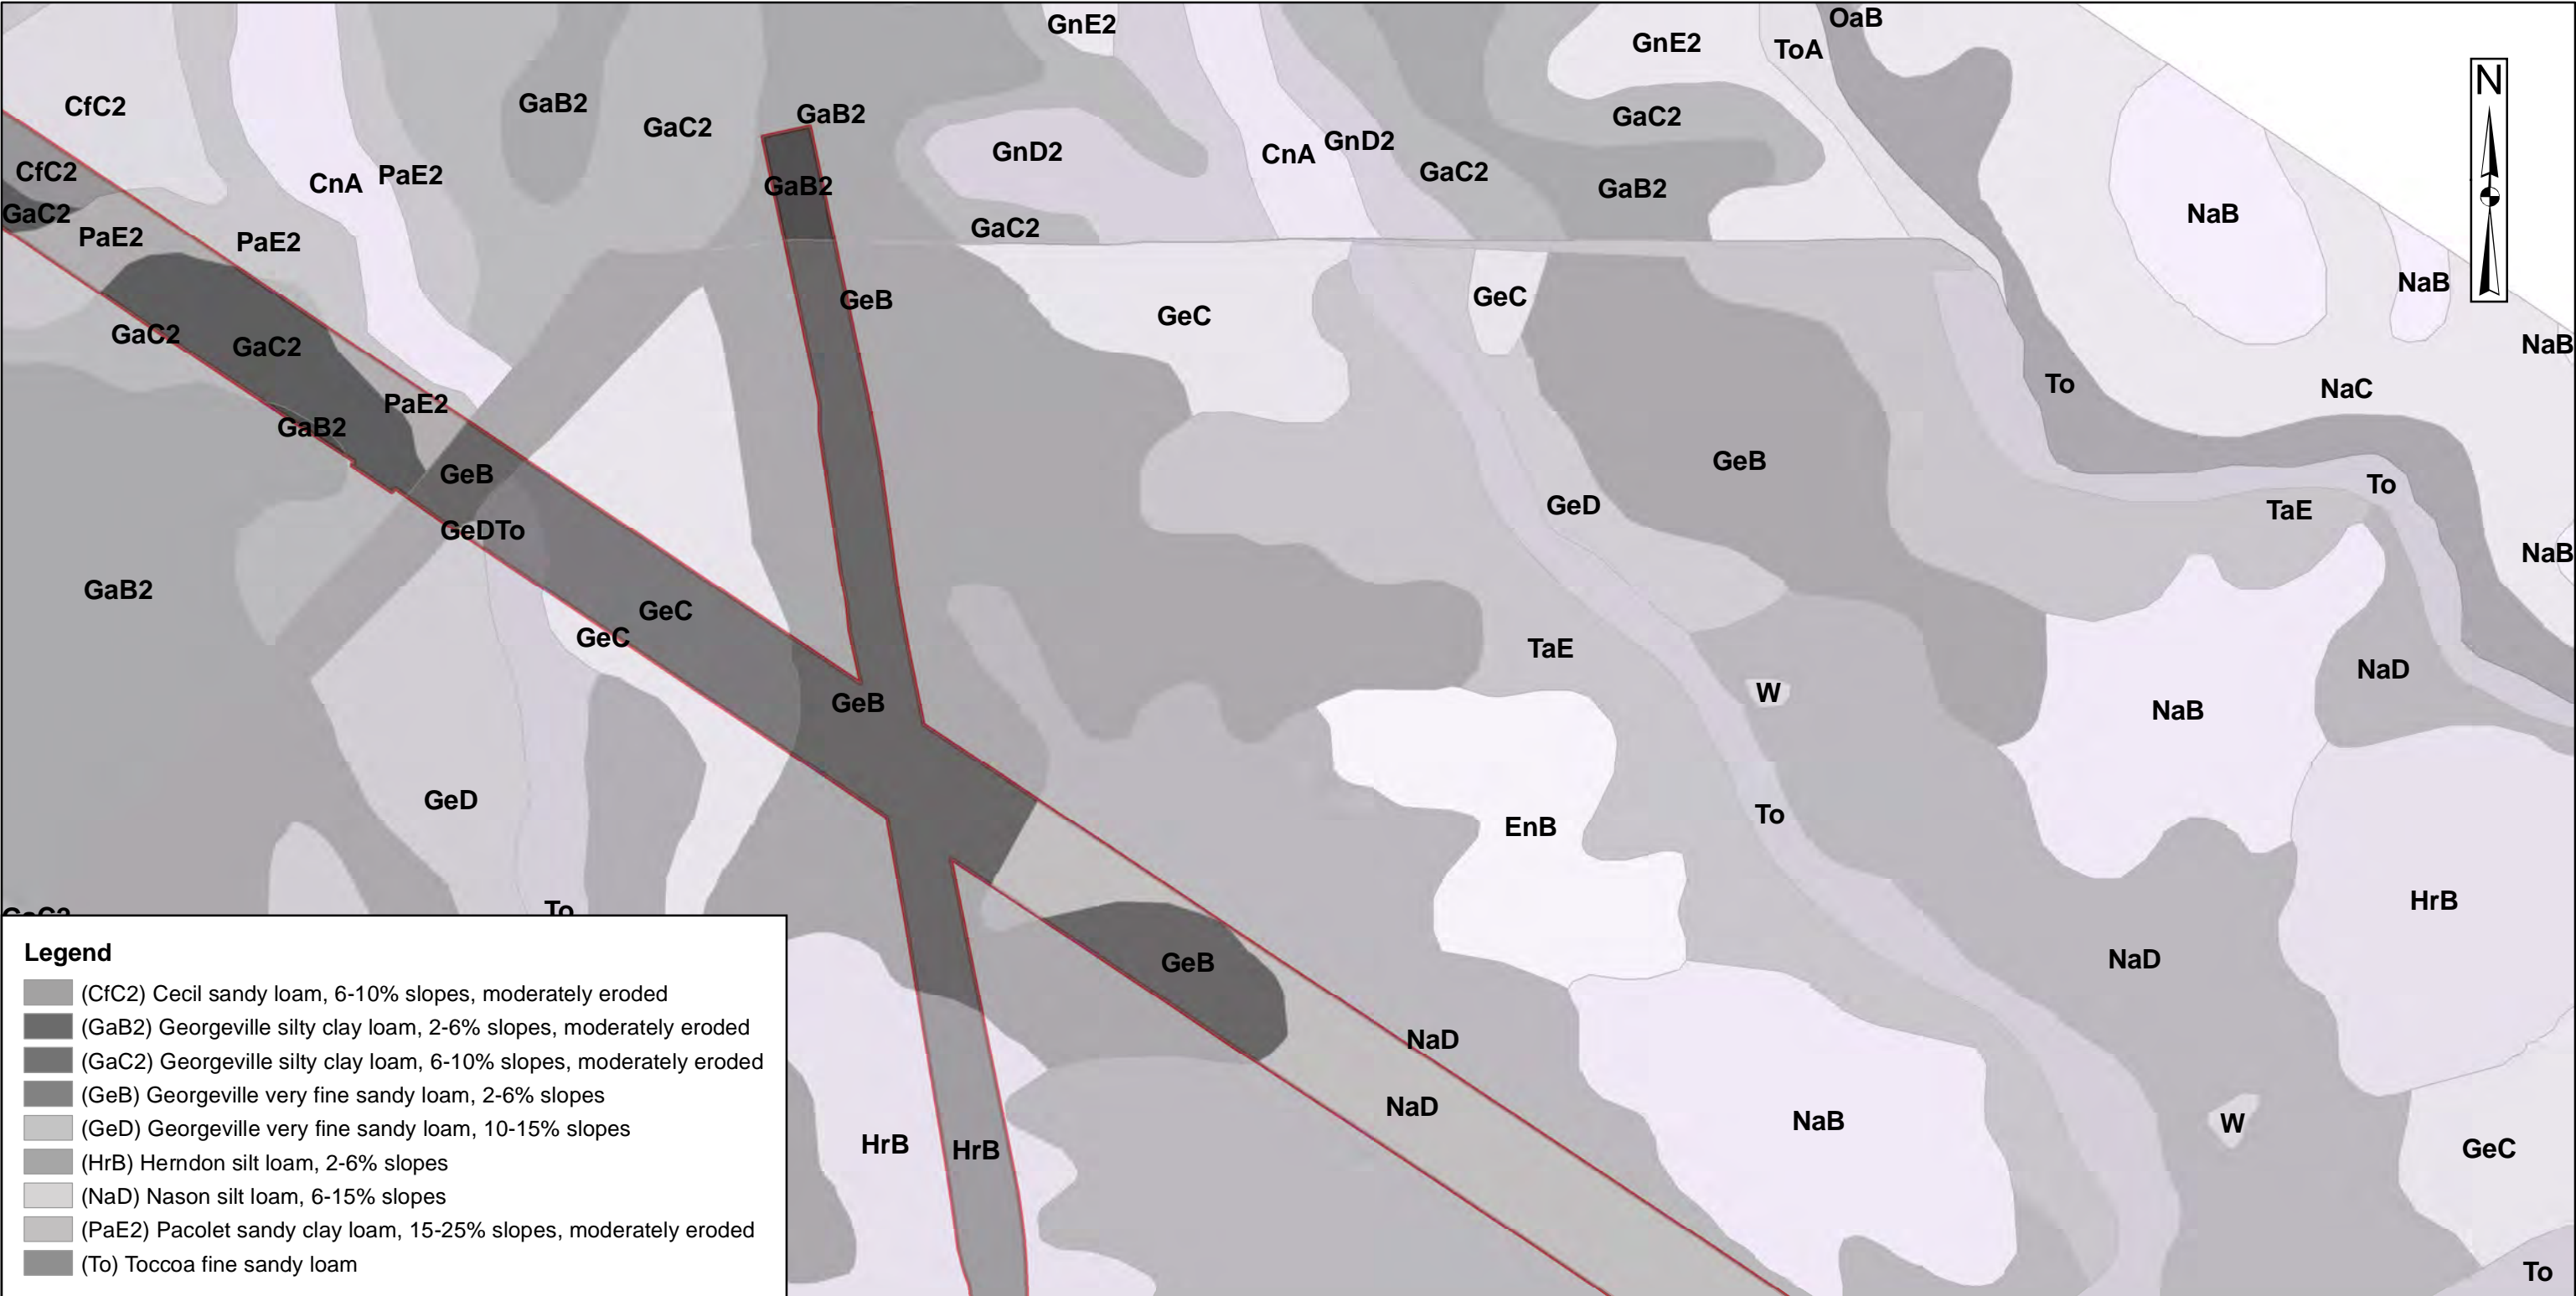 GnE2
OaB
GnE2
ToA
N
CfC2
GaB2
GaC2
GaB2
GaC2
GnD2
CnA
GnD2
CfC2
CnA
PaE2
GaB2
GaC2
GaB2
GaC2
GaC2
NaB
PaE2
PaE2
GeB
GeC
GeC
NaB
GaC2
GaC2
NaB
To
NaC
PaE2
GaB2
GeB
GeB
To
TaE
GeDTo
GeD
NaB
GaB2
GeC
GeC
TaE
NaD
GeB
W
NaB
GeD
To
EnB
HrB
GaC2
To
GeB
NaD
NaD
NaD
NaB
W
HrB
HrB
GeC
To
Legend
(CfC2) Cecil sandy loam, 6-10% slopes, moderately eroded
(GaB2) Georgeville silty clay loam, 2-6% slopes, moderately eroded
(GaC2) Georgeville silty clay loam, 6-10% slopes, moderately eroded
(GeB) Georgeville very fine sandy loam, 2-6% slopes
(GeD) Georgeville very fine sandy loam, 10-15% slopes
(HrB) Herndon silt loam, 2-6% slopes
(NaD) Nason silt loam, 6-15% slopes
(PaE2) Pacolet sandy clay loam, 15-25% slopes, moderately eroded
(To) Toccoa fine sandy loam